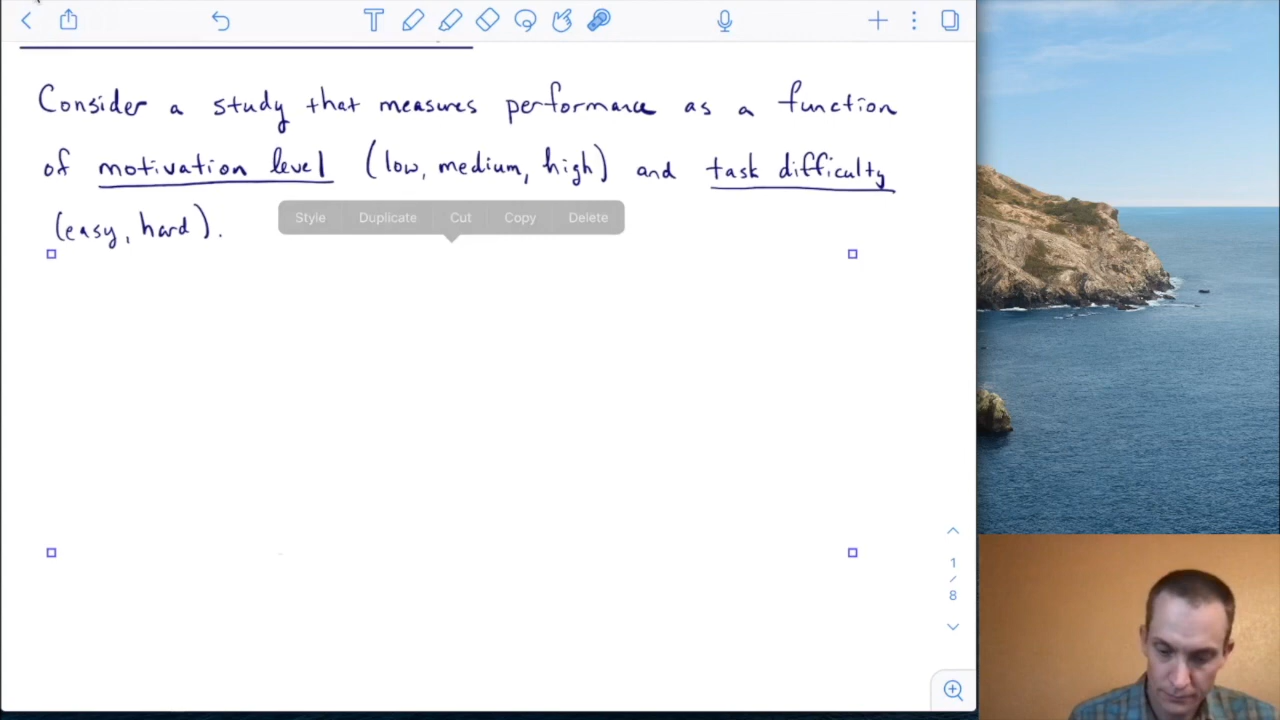 Consider a study that measures performance as a function
of motivation level (low, medium, high) and task difficulty
(easy, hard).
Style Duplicate Cut Copy Delete
1
/
8